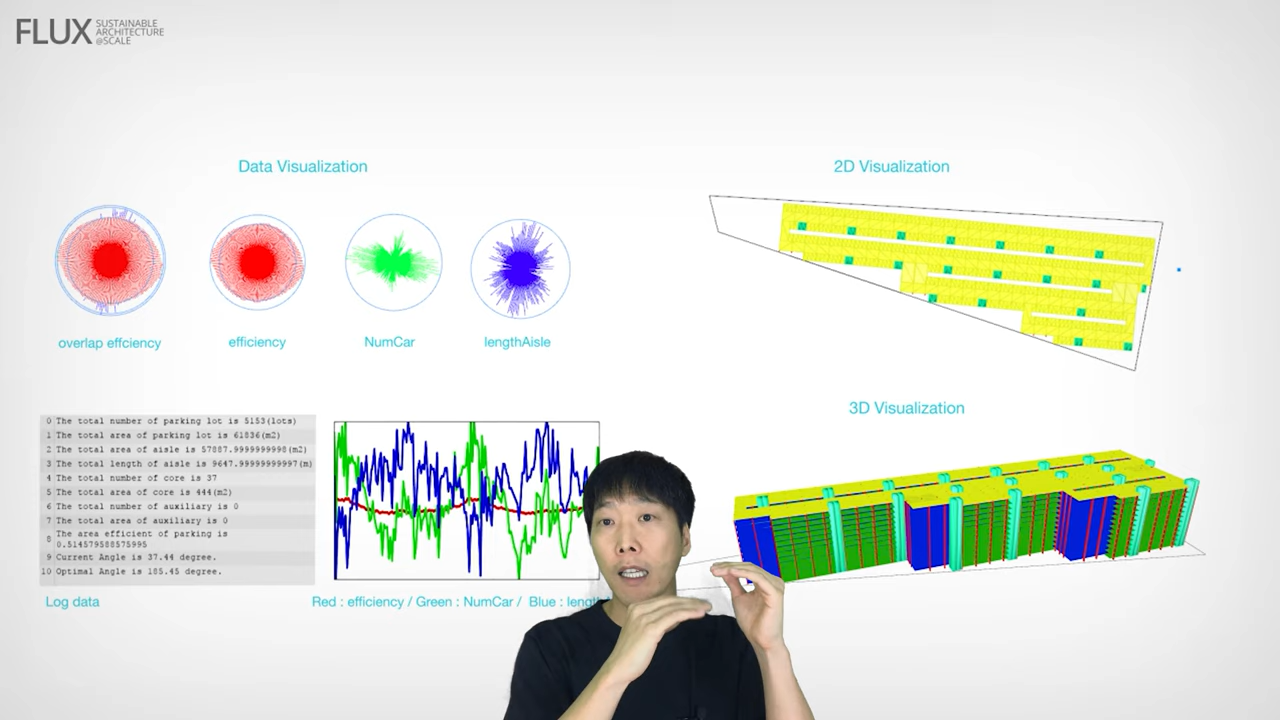 FLUX SUSTAINABLE
ARCHITECTURE
@SCALE
Data Visualization
2D Visualization
overlap effciency
efficiency
NumCar
lengthAisle
3D Visualization
0 The total number of parking lot is 5153(lots)
1 The total area of parking lot is 61836(m2)
2 The total area of aisle is 57887.9999999998(m2)
3 The total length of aisle is 9647.99999999997(m)
4 The total number of core is 37
5 The total area of core is 444(m2)
6 The total number of auxiliary is 0
7 The total area of auxiliary is 0
8 The area efficient of parking is
0.514579588575995
9 Current Angle is 37.44 degree.
10 Optimal Angle is 185.45 degree.
Log data
Red : efficiency / Green : NumCar / Blue : length